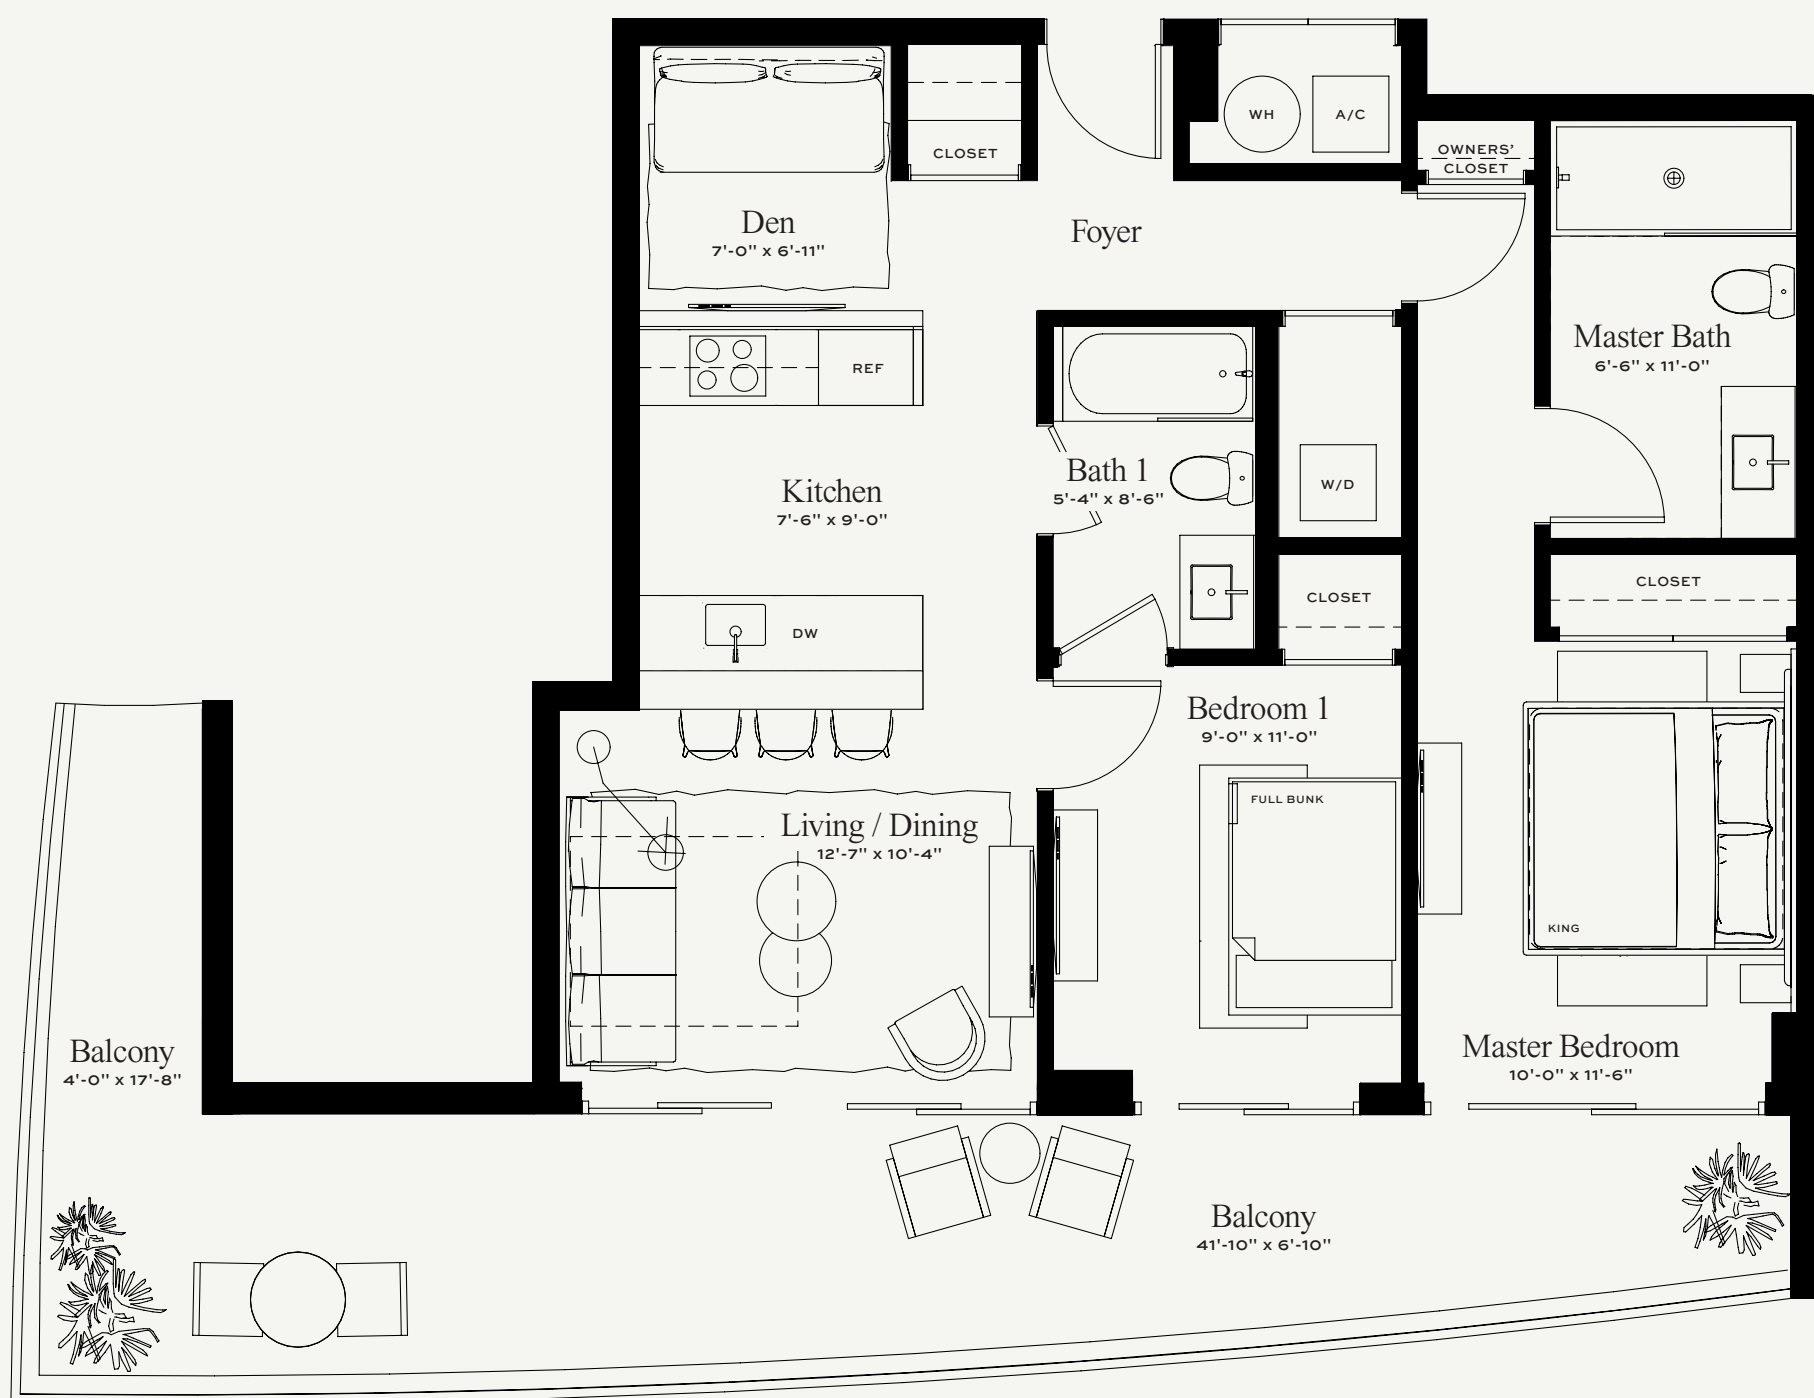 WH
A/C
CLOSET
OWNERS'
CLOSET
Den
7'-0" x 6'-11"
Foyer
Master Bath
6'-6" x 11'-0"
REF
Kitchen
7'-6" x 9'-0"
Bath 1
5'-4" x 8'-6"
W/D
CLOSET
CLOSET
DW
Bedroom 1
9'-0" x 11'-0"
FULL BUNK
Living / Dining
12'-7" x 10'-4"
KING
Master Bedroom
10'-0" x 11'-6"
Balcony
4'-0" x 17'-8"
Balcony
41'-10" x 6'-10"